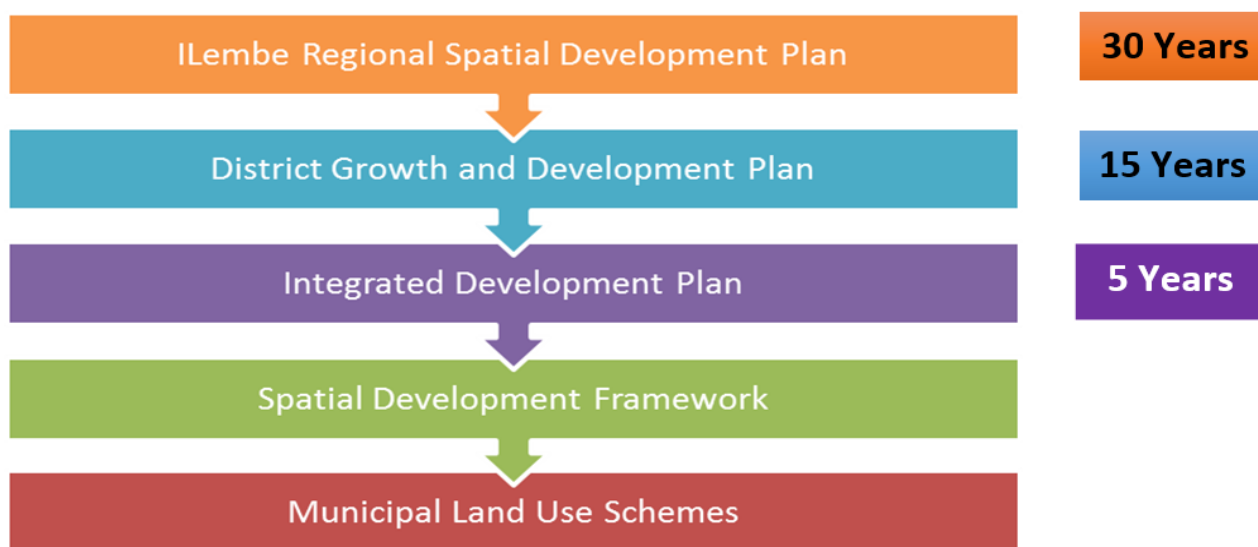 ILembe Regional Spatial Development Plan
30 Years
District Growth and Development Plan
15 Years
Integrated Development Plan
5 Years
Spatial Development Framework
Municipal Land Use Schemes